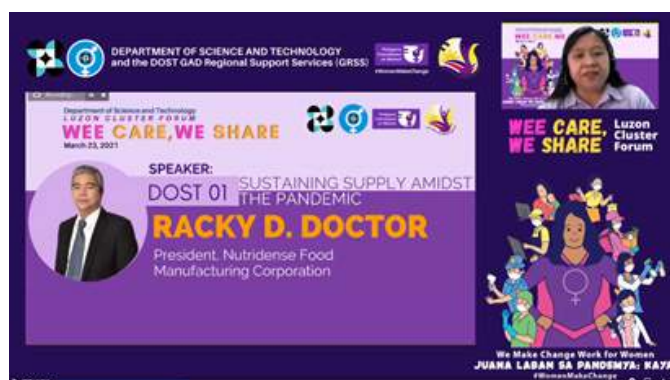 DEPARTMENT OF SCIENCE AND TECHNOLOGY
and the DOST GAD Regional Support Services (GRSS)
#WomenMakeChange
Department of Science and Technology
LUZON CLUSTER FORUM
WEE CARE, WE SHARE
March 23, 2021
SPEAKER:
DOST 01
SUSTAINING SUPPLY AMIDST
THE PANDEMIC
RACKY D. DOCTOR
President, Nutridense Food
Manufacturing Corporation
WEE CARE,
WE SHARE
Luzon
Cluster
Forum
We Make Change Work for Women
JUANA LABAN SA PANDEMYA: KAYA
#WomenMakeChange